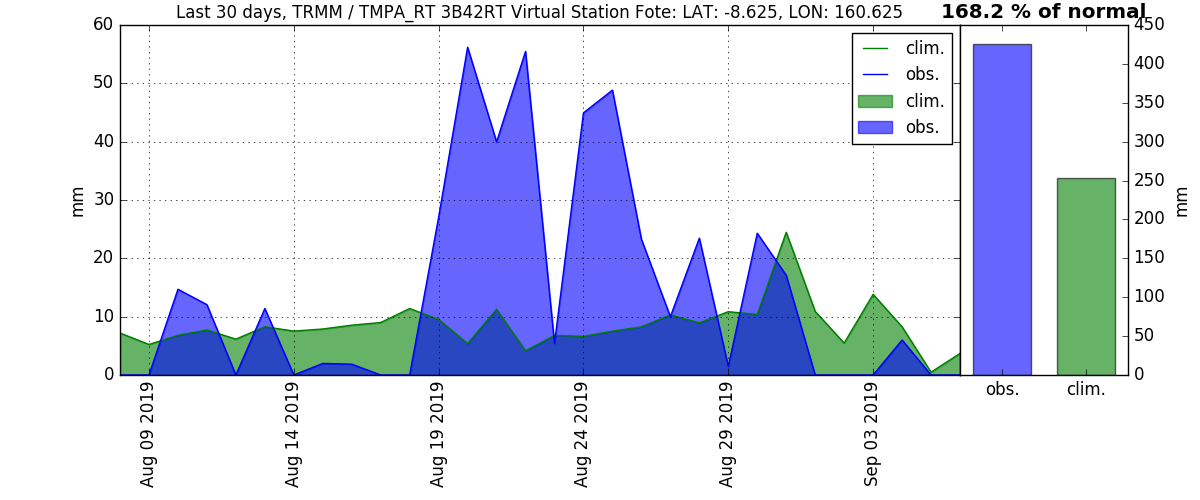 Last 30 days, TRMM / TMPA_RT 3B42RT Virtual Station Fote: LAT: -8.625, LON: 160.625
168.2 % of normal
mm
60
50
40
30
20
10
0
clim.
obs.
clim.
obs.
450
400
350
300
250
200
150
100
50
0
mm
Aug 09 2019
Aug 14 2019
Aug 19 2019
Aug 24 2019
Aug 29 2019
Sep 03 2019
obs.
clim.